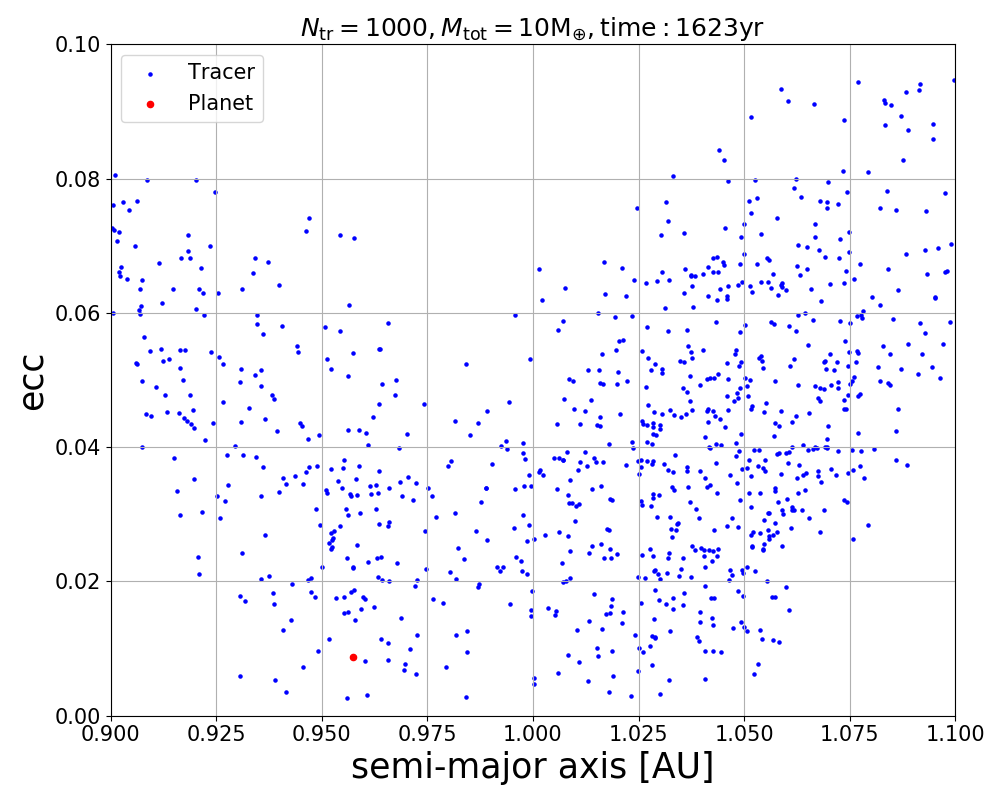 N_tr = 1000, M_tot = 10M_⊕, time : 1623yr
Tracer
Planet
ecc
0.10
0.08
0.06
0.04
0.02
0.00
0.900 0.925 0.950 0.975 1.000 1.025 1.050 1.075 1.100
semi-major axis [AU]